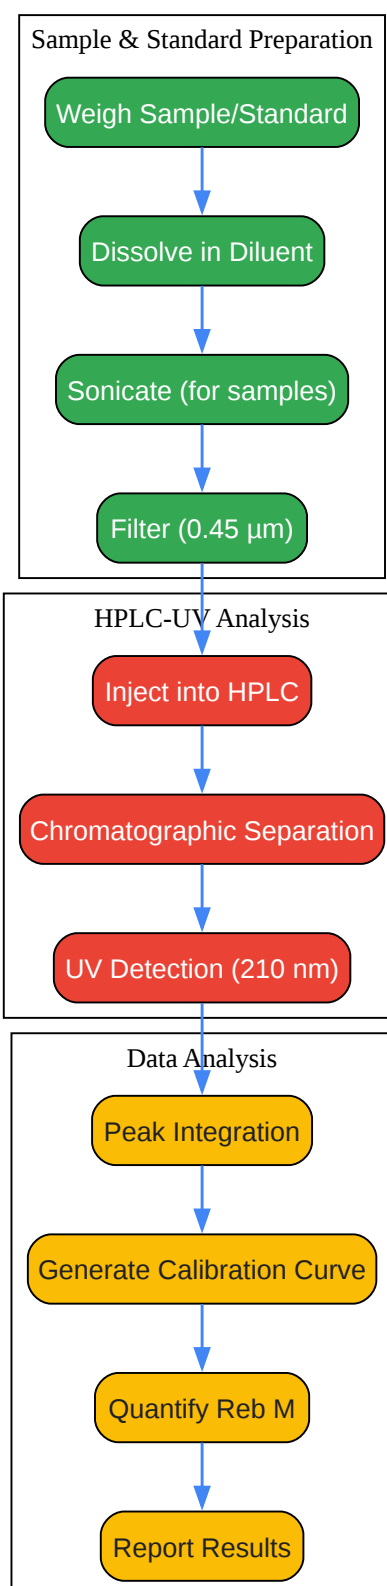 Sample & Standard Preparation
Weigh Sample/Standard
Dissolve in Diluent
Sonicate (for samples)
Filter (0.45 µm)
HPLC-UV Analysis
Inject into HPLC
Chromatographic Separation
UV Detection (210 nm)
Data Analysis
Peak Integration
Generate Calibration Curve
Quantify Reb M
Report Results